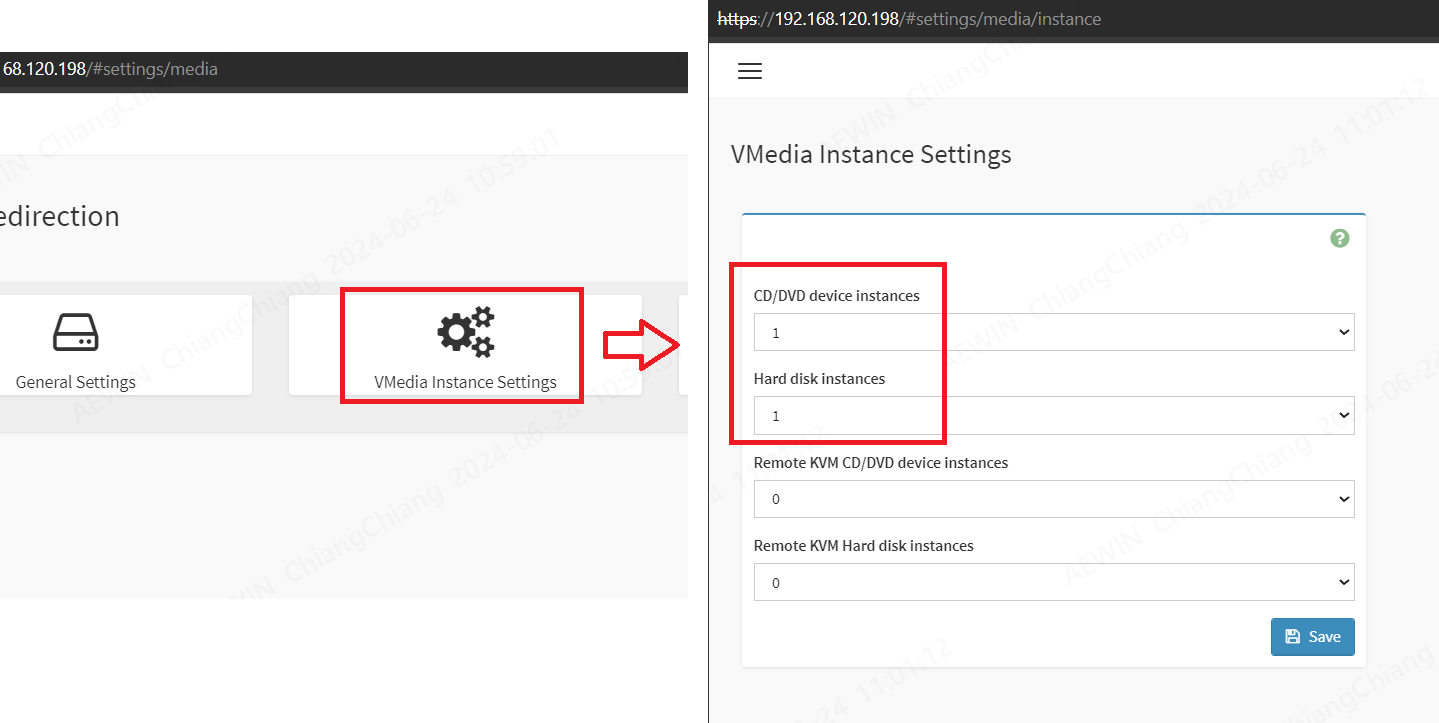 68.120.198/#settings/media
edirection
General Settings
VMedia Instance Settings
https://192.168.120.198/#settings/media/instance
VMedia Instance Settings
CD/DVD device instances
1
Hard disk instances
1
Remote KVM CD/DVD device instances
0
Remote KVM Hard disk instances
0
Save
AEWIN ChiangChiang 2024-06-24 10:59:01
AEWIN ChiangChiang 2024-06-24 11:01:12